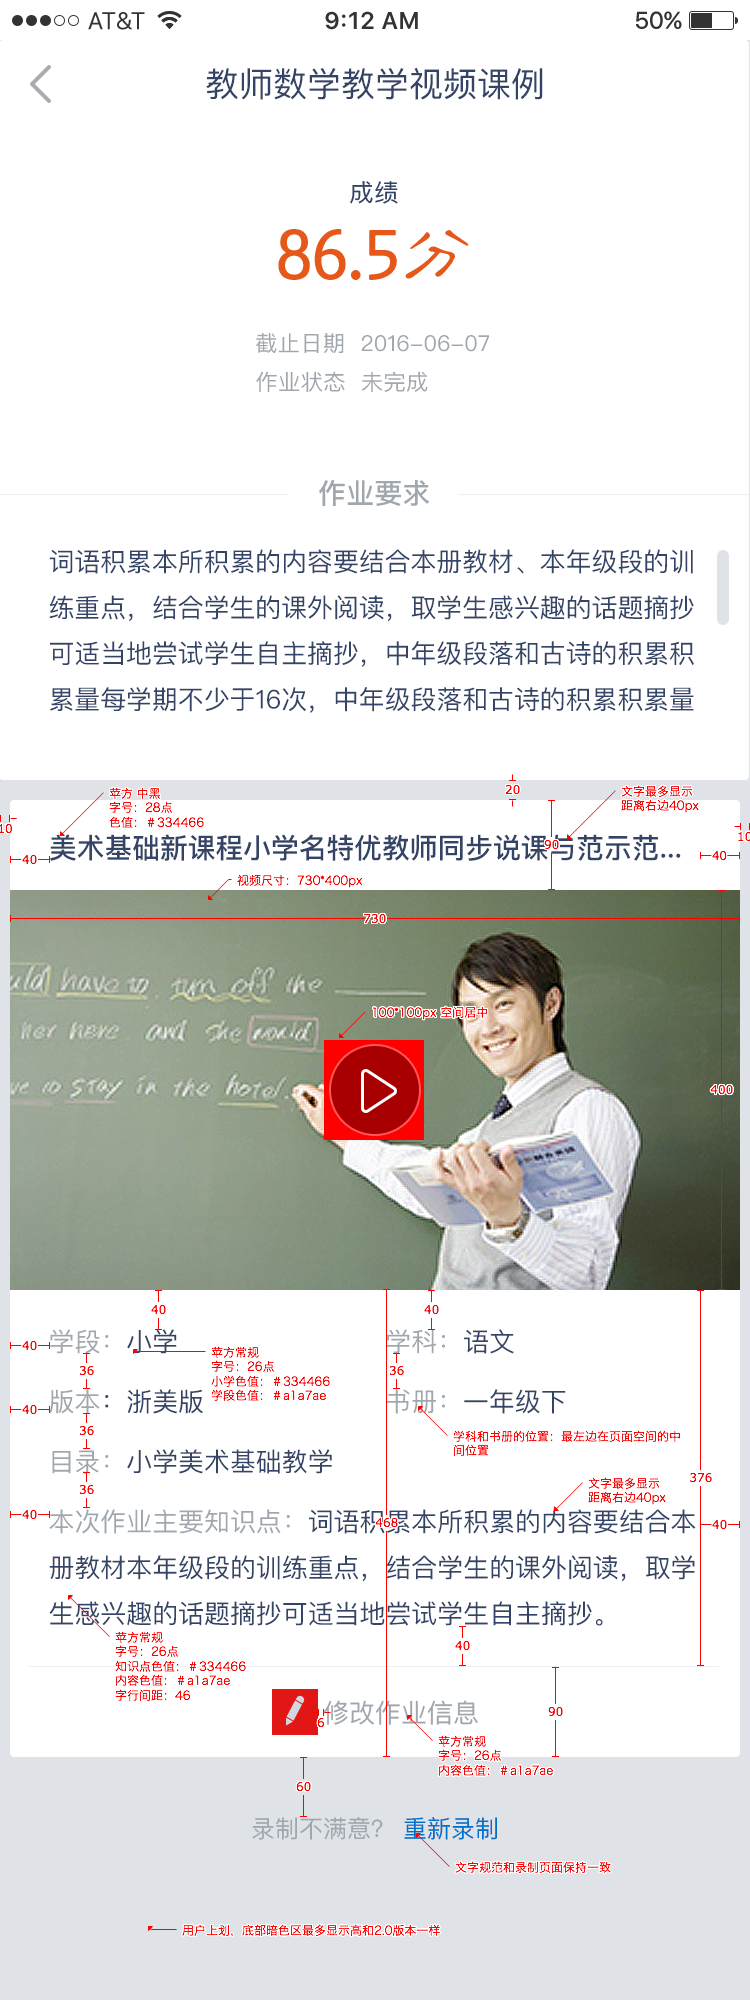 AT&T 9:12 AM 50%
教师数学教学视频课例
成绩
86.5分
截止日期 2016-06-07
作业状态 未完成
作业要求
词语积累本所积累的内容要结合本册教材、本年级段的训
练重点，结合学生的课外阅读，取学生感兴趣的话题摘抄
可适当地尝试学生自主摘抄，中年级段落和古诗的积累积
累量每学期不少于16次，中年级段落和古诗的积累积累量
20
苹方 中黑
字号：28点
色值：#334466
文字最多显示
距离右边40px
10
10
90
40
美术基础新课程小学名特优教师同步说课与范示范...
40
视频尺寸：730*400px
730
would have to turn off the
her here. and she would
have to stay in the hotel.
100*100px 空间居中
400
40
40
40
学段：小学
学科：语文
苹方常规
字号：26点
小学色值：#334466
学段色值：#a1a7ae
36
36
40
版本：浙美版
书册：一年级下
学科和书册的位置：最左边在页面空间的中
间位置
36
目录：小学美术基础教学
376
36
文字最多显示
距离右边40px
40
本次作业主要知识点：词语积累本所积累的内容要结合本
468
40
册教材本年级段的训练重点，结合学生的课外阅读，取学
生感兴趣的话题摘抄可适当地尝试学生自主摘抄。
苹方常规
字号：26点
知识点色值：#334466
内容色值：#a1a7ae
字行间距：46
40
6
修改作业信息
90
苹方常规
字号：26点
内容色值：#a1a7ae
60
录制不满意？ 重新录制
文字规范和录制页面保持一致
用户上划、底部暗色区最多显示高和2.0版本一样